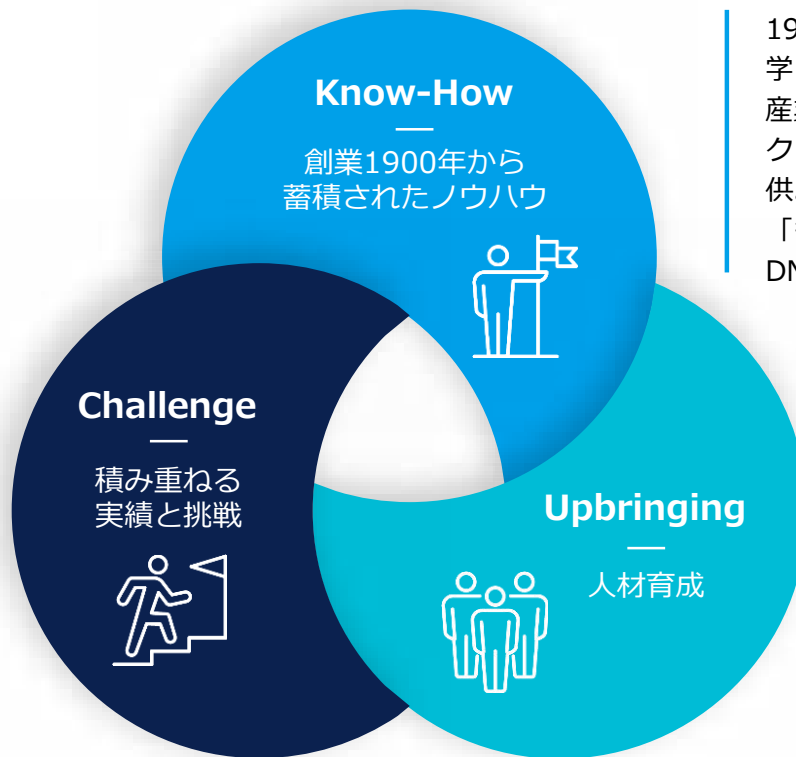 Know-How
創業1900年から
蓄積されたノウハウ
Challenge
積み重ねる
実績と挑戦
Upbringing
人材育成
19
学
産
ク
供
「
DN